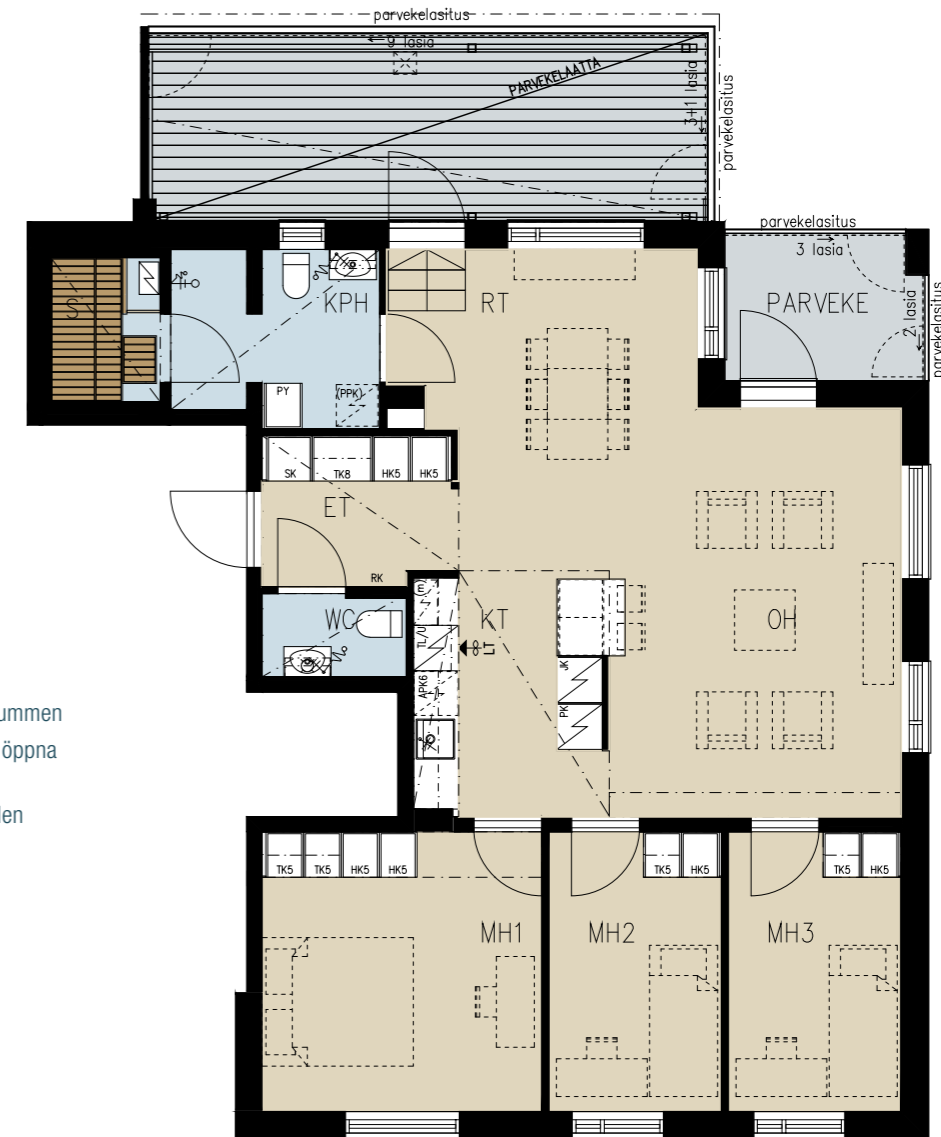 parvekelasitus
9 lasia
PARVEKELAATTA
3+1 lasia
parvekelasitus
parvekelasitus
3 lasia
2 lasia
parvekelasitus
S
KPH
RT
PARVEKE
PY
(PPK)
SK
TK8
HK5
HK5
ET
RK
WC
(m)
TL/U
KT
LT
APK6
JK
PK
OH
ummen
öppna
len
TK5
TK5
HK5
HK5
TK5
HK5
TK5
HK5
MH1
MH2
MH3